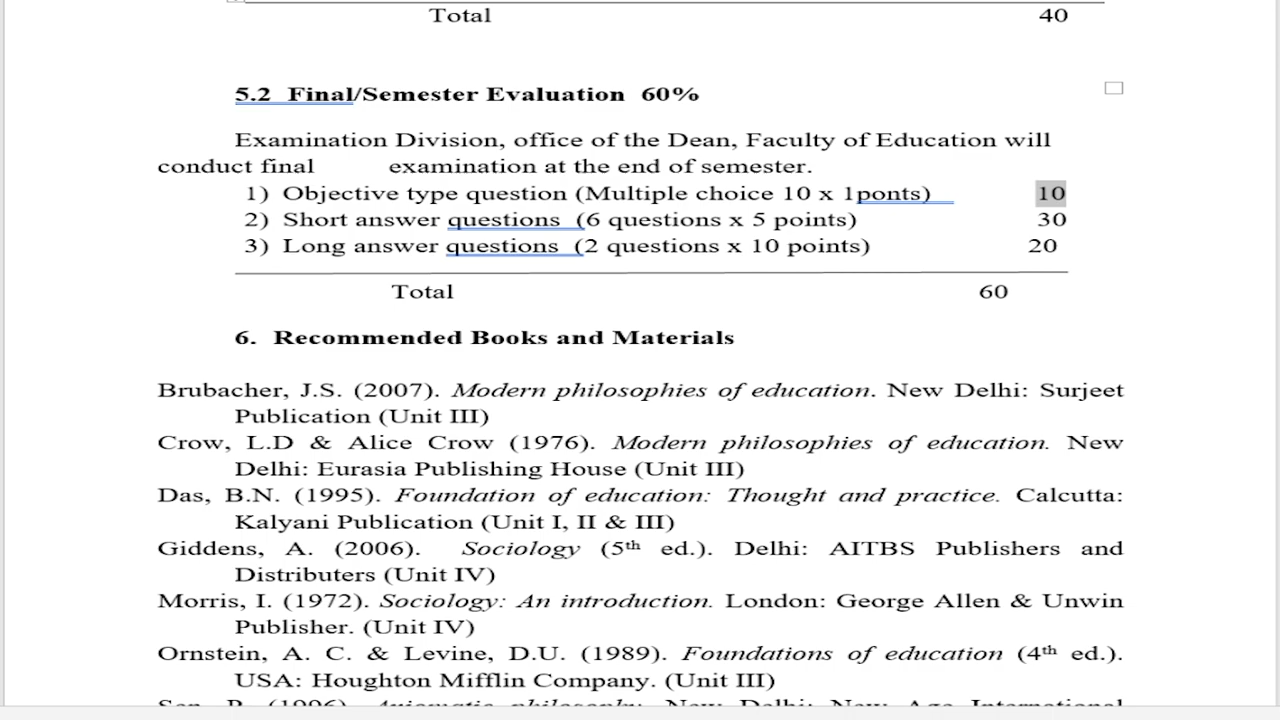 Total 40
5.2 Final/Semester Evaluation 60%
Examination Division, office of the Dean, Faculty of Education will
conduct final examination at the end of semester.
1) Objective type question (Multiple choice 10 x 1ponts) 10
2) Short answer questions (6 questions x 5 points) 30
3) Long answer questions (2 questions x 10 points) 20
Total 60
6. Recommended Books and Materials
Brubacher, J.S. (2007). Modern philosophies of education. New Delhi: Surjeet
Publication (Unit III)
Crow, L.D & Alice Crow (1976). Modern philosophies of education. New
Delhi: Eurasia Publishing House (Unit III)
Das, B.N. (1995). Foundation of education: Thought and practice. Calcutta:
Kalyani Publication (Unit I, II & III)
Giddens, A. (2006). Sociology (5th ed.). Delhi: AITBS Publishers and
Distributers (Unit IV)
Morris, I. (1972). Sociology: An introduction. London: George Allen & Unwin
Publisher. (Unit IV)
Ornstein, A. C. & Levine, D.U. (1989). Foundations of education (4th ed.).
USA: Houghton Mifflin Company. (Unit III)
New Delhi: New Age International